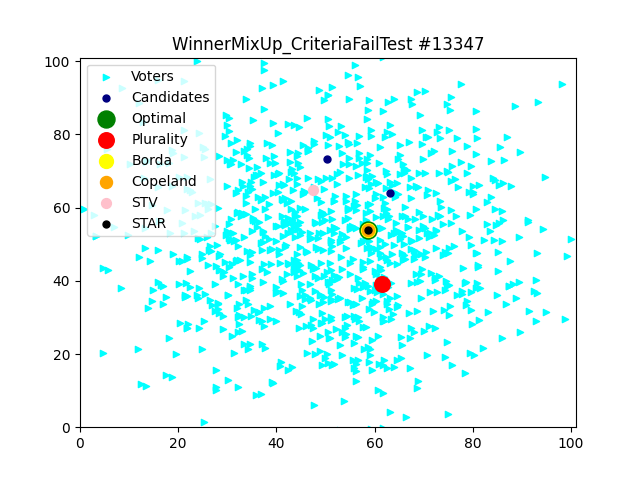 WinnerMixUp_CriteriaFailTest #13347
100
80
60
40
20
0
Voters
Candidates
Optimal
Plurality
Borda
Copeland
STV
STAR
0 20 40 60 80 100